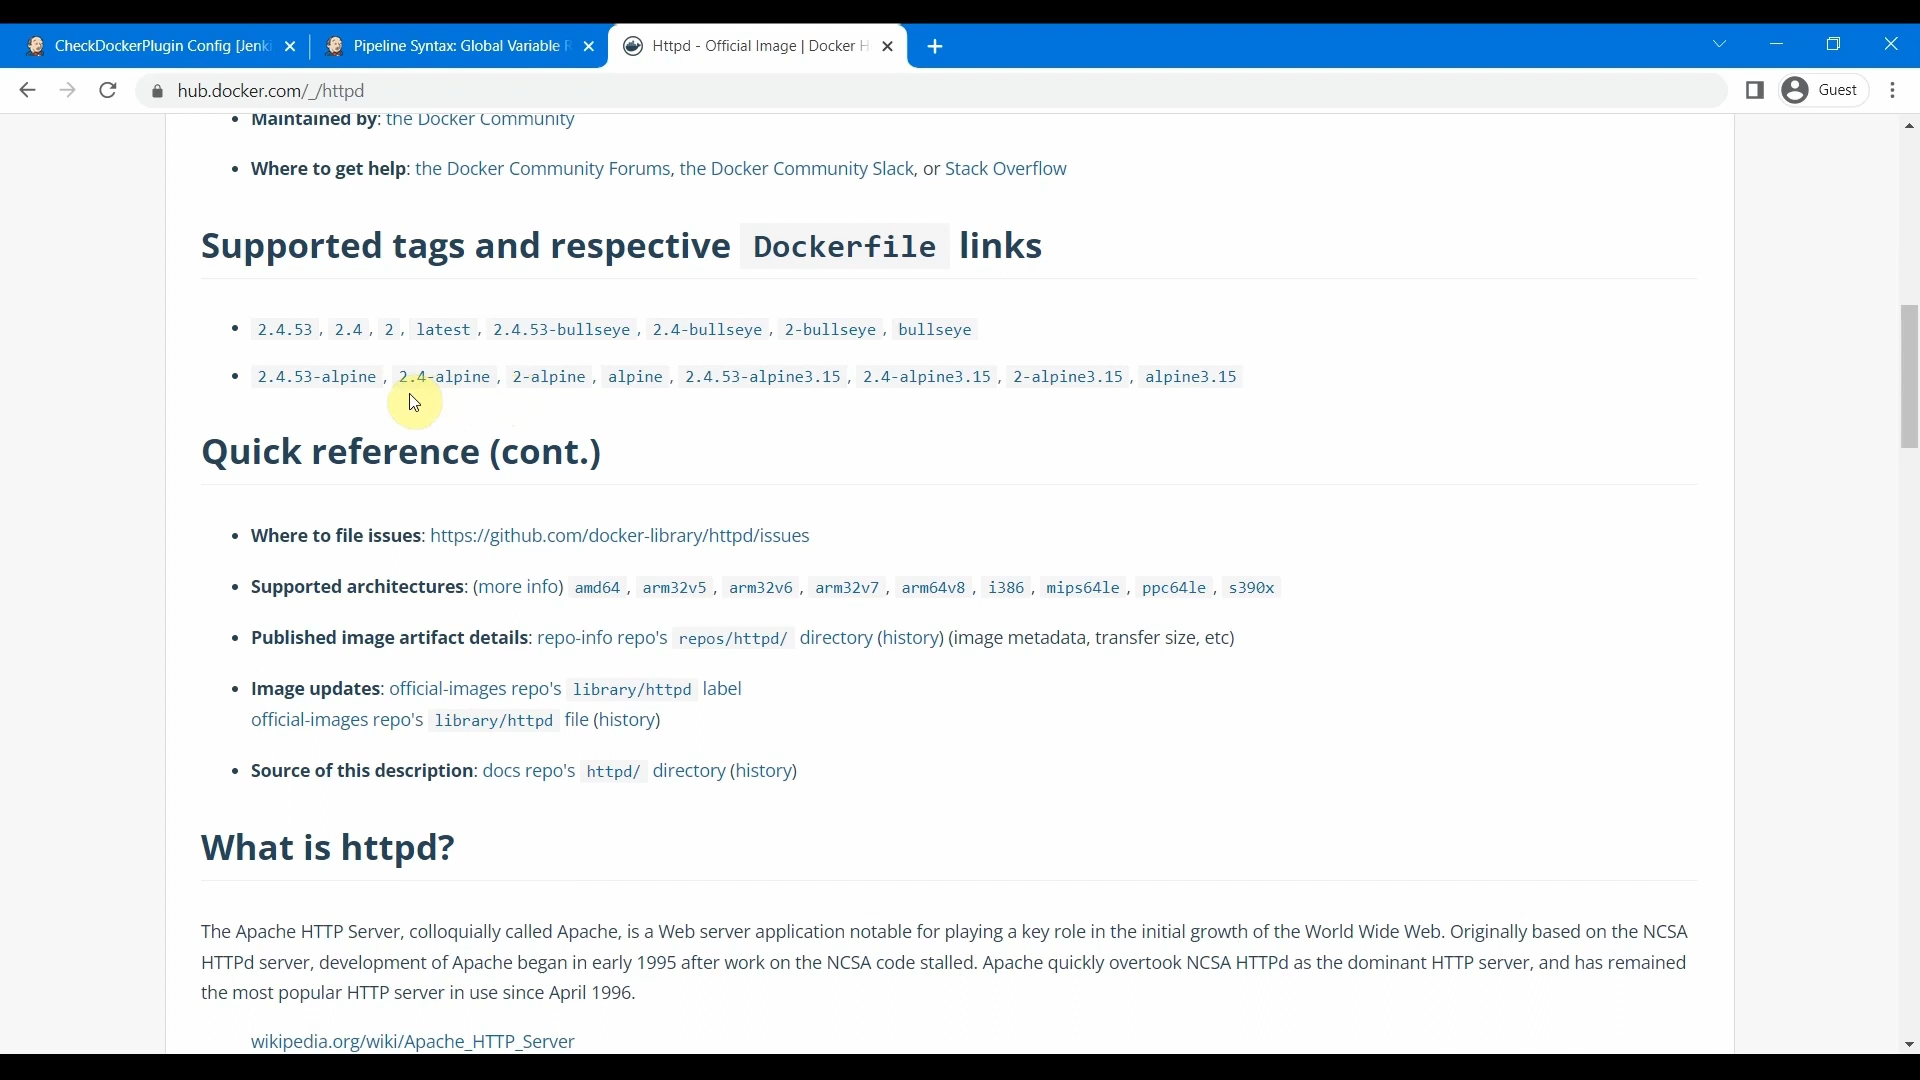 CheckDockerPlugin Config [Jenki
Pipeline Syntax: Global Variable R
Httpd - Official Image | Docker H
hub.docker.com/_/httpd
Guest
Maintained by: the Docker Community
Where to get help: the Docker Community Forums, the Docker Community Slack, or Stack Overflow
Supported tags and respective Dockerfile links
2.4.53, 2.4, 2, latest, 2.4.53-bullseye, 2.4-bullseye, 2-bullseye, bullseye
2.4.53-alpine, 2.4-alpine, 2-alpine, alpine, 2.4.53-alpine3.15, 2.4-alpine3.15, 2-alpine3.15, alpine3.15
Quick reference (cont.)
Where to file issues: https://github.com/docker-library/httpd/issues
Supported architectures: (more info) amd64, arm32v5, arm32v6, arm32v7, arm64v8, i386, mips64le, ppc64le, s390x
Published image artifact details: repo-info repo's repos/httpd/ directory (history) (image metadata, transfer size, etc)
Image updates: official-images repo's library/httpd label
official-images repo's library/httpd file (history)
Source of this description: docs repo's httpd/ directory (history)
What is httpd?
The Apache HTTP Server, colloquially called Apache, is a Web server application notable for playing a key role in the initial growth of the World Wide Web. Originally based on the NCSA
HTTPd server, development of Apache began in early 1995 after work on the NCSA code stalled. Apache quickly overtook NCSA HTTPd as the dominant HTTP server, and has remained
the most popular HTTP server in use since April 1996.
wikipedia.org/wiki/Apache_HTTP_Server